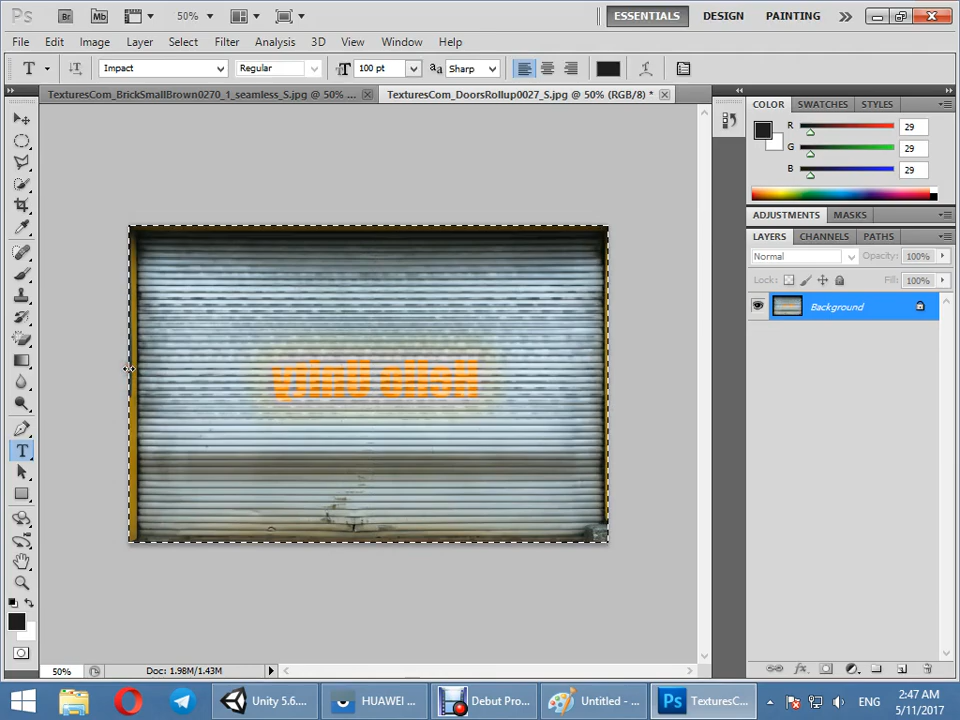 Ps Br Mb 50% ESSENTIALS DESIGN PAINTING
File Edit Image Layer Select Filter Analysis 3D View Window Help
T Impact Regular T 100 pt aa Sharp
TexturesCom_BrickSmallBrown0270_1_seamless_S.jpg @ 50% ... TexturesCom_DoorsRollup0027_S.jpg @ 50% (RGB/8) *
COLOR SWATCHES STYLES
R 29
G 29
B 29
ADJUSTMENTS MASKS
LAYERS CHANNELS PATHS
Normal Opacity: 100%
Lock: Fill: 100%
Background
Hello Unity
T
50% Doc: 1.98M/1.43M
Unity 5.6.... HUAWEI ... Debut Pro... Untitled - ... Ps TexturesC... ENG 2:47 AM
5/11/2017